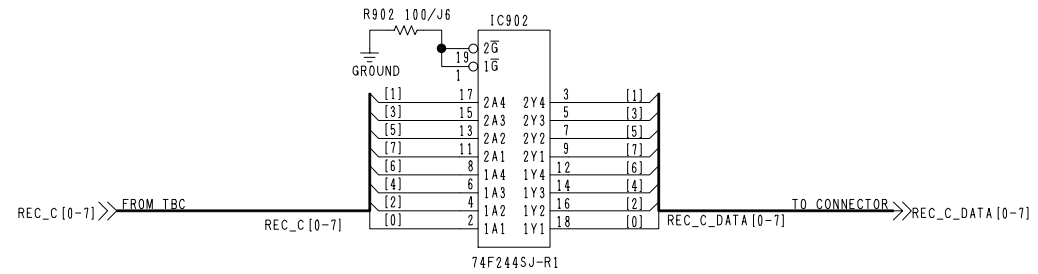 R902 100/J6 IC902
19 2G
1 1G
GROUND
[1] 17 2A4 2Y4 3 [1]
[3] 15 2A3 2Y3 5 [3]
[5] 13 2A2 2Y2 7 [5]
[7] 11 2A1 2Y1 9 [7]
[6] 8 1A4 1Y4 12 [6]
[4] 6 1A3 1Y3 14 [4]
REC_C[0-7] FROM TBC [2] 4 1A2 1Y2 16 [2] TO CONNECTOR REC_C_DATA[0-7]
REC_C[0-7] [0] 2 1A1 1Y1 18 [0] REC_C_DATA[0-7]
74F244SJ-R1